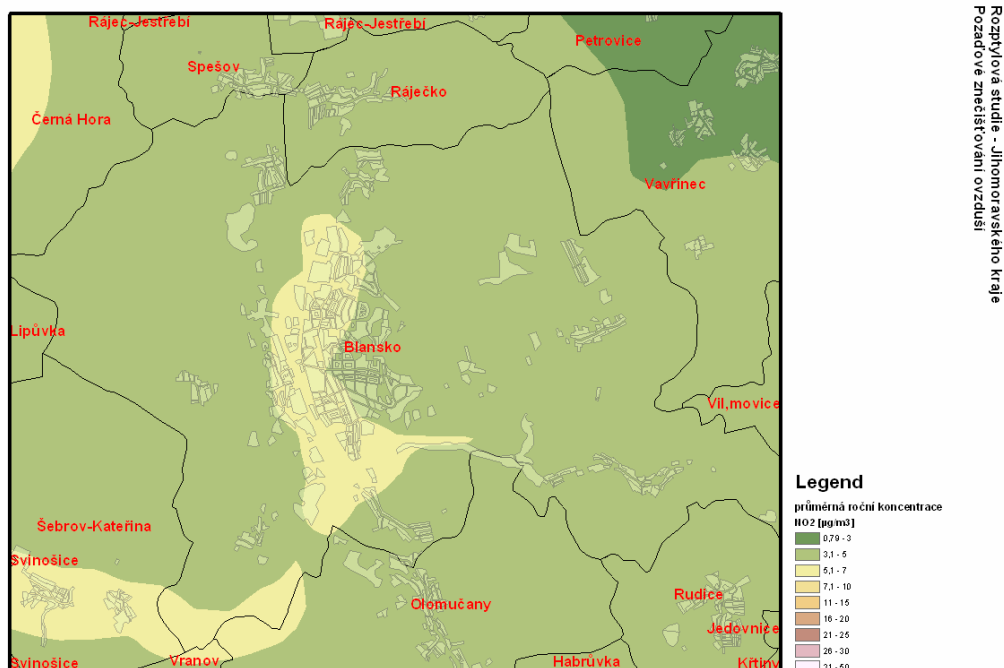 Rozptylová studie - Jihomoravského kraje
Pozaďové znečišťování ovzduší
Rájec-Jestřebí
Rájec-Jestřebí
Petrovice
Spešov
Ráječko
Černá Hora
Vavřinec
Lipůvka
Blansko
Vil,movice
Šebrov-Kateřina
Svinošice
Olomučany
Rudice
Jedovnice
Svinošice
Vranov
Habrůvka
Křtiny
Legend
průměrná roční koncentrace
NO2 [µg/m3]
0,79 - 3
3,1 - 5
5,1 - 7
7,1 - 10
11 - 15
16 - 20
21 - 25
26 - 30
31 - 50